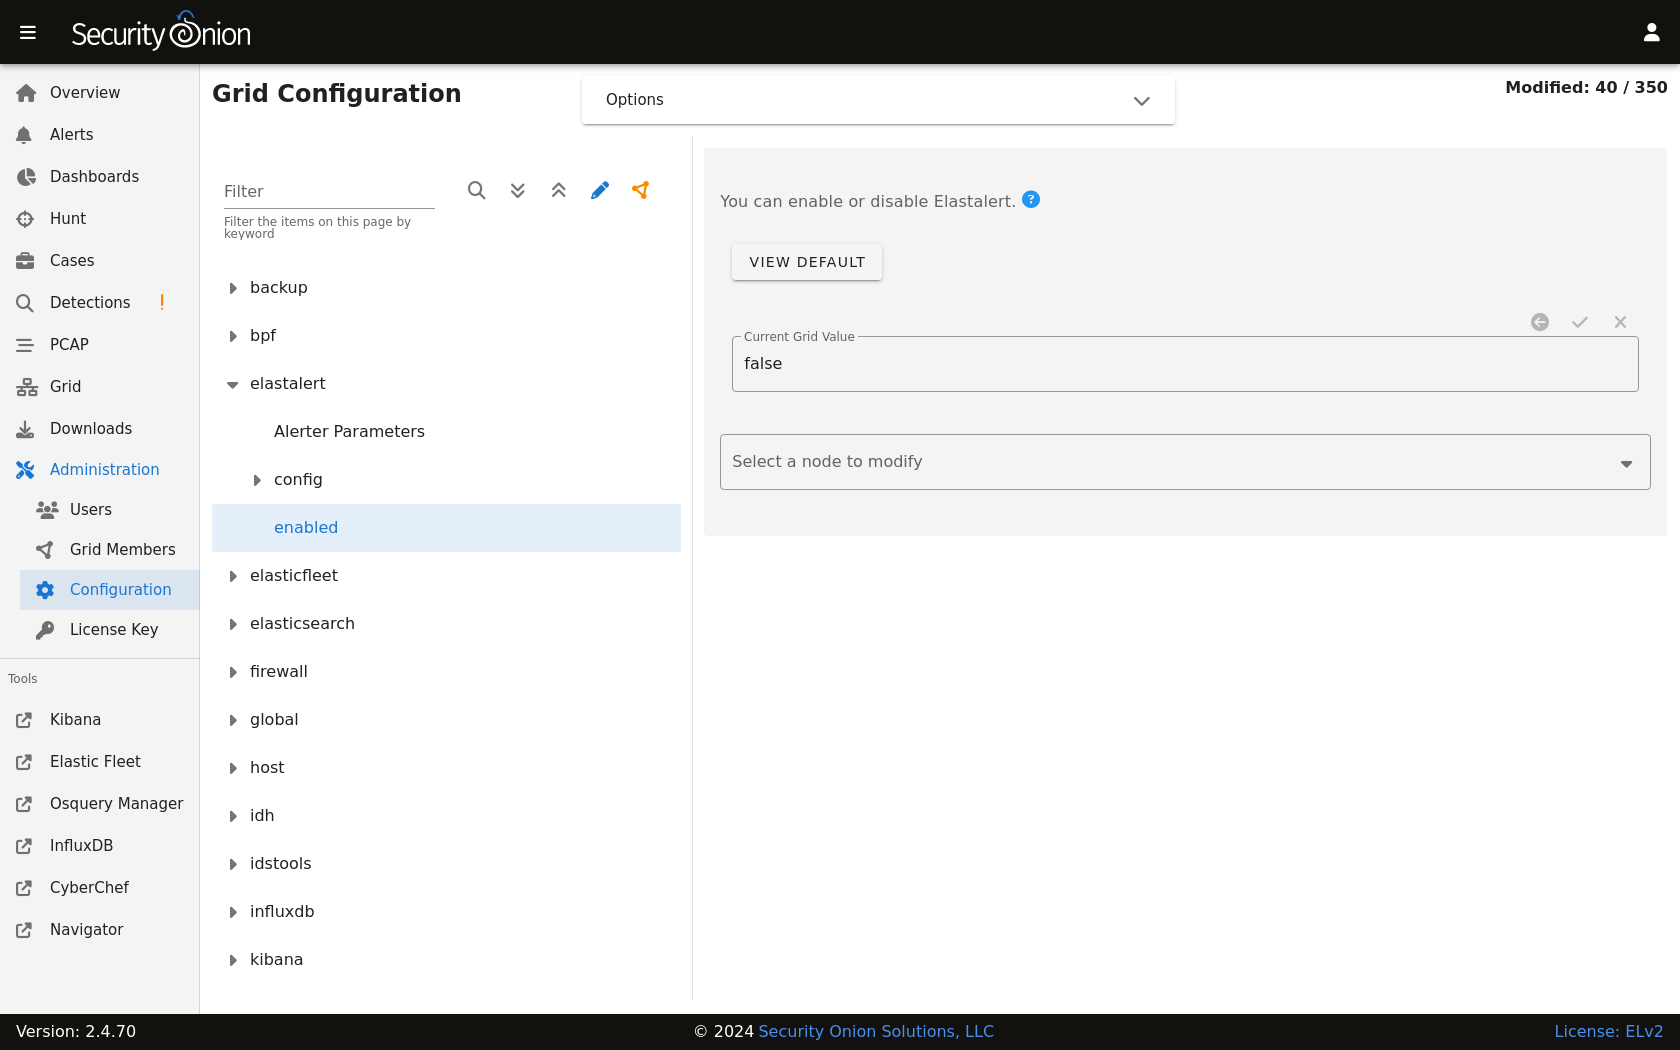 Security Onion
Overview
Alerts
Dashboards
Hunt
Cases
Detections !
PCAP
Grid
Downloads
Administration
Users
Grid Members
Configuration
License Key
Tools
Kibana
Elastic Fleet
Osquery Manager
InfluxDB
CyberChef
Navigator
Grid Configuration
Options
Modified: 40 / 350
Filter
Filter the items on this page by
keyword
backup
bpf
elastalert
Alerter Parameters
config
enabled
elasticfleet
elasticsearch
firewall
global
host
idh
idstools
influxdb
kibana
You can enable or disable Elastalert. ?
VIEW DEFAULT
Current Grid Value
false
Select a node to modify
Version: 2.4.70
© 2024 Security Onion Solutions, LLC
License: ELv2